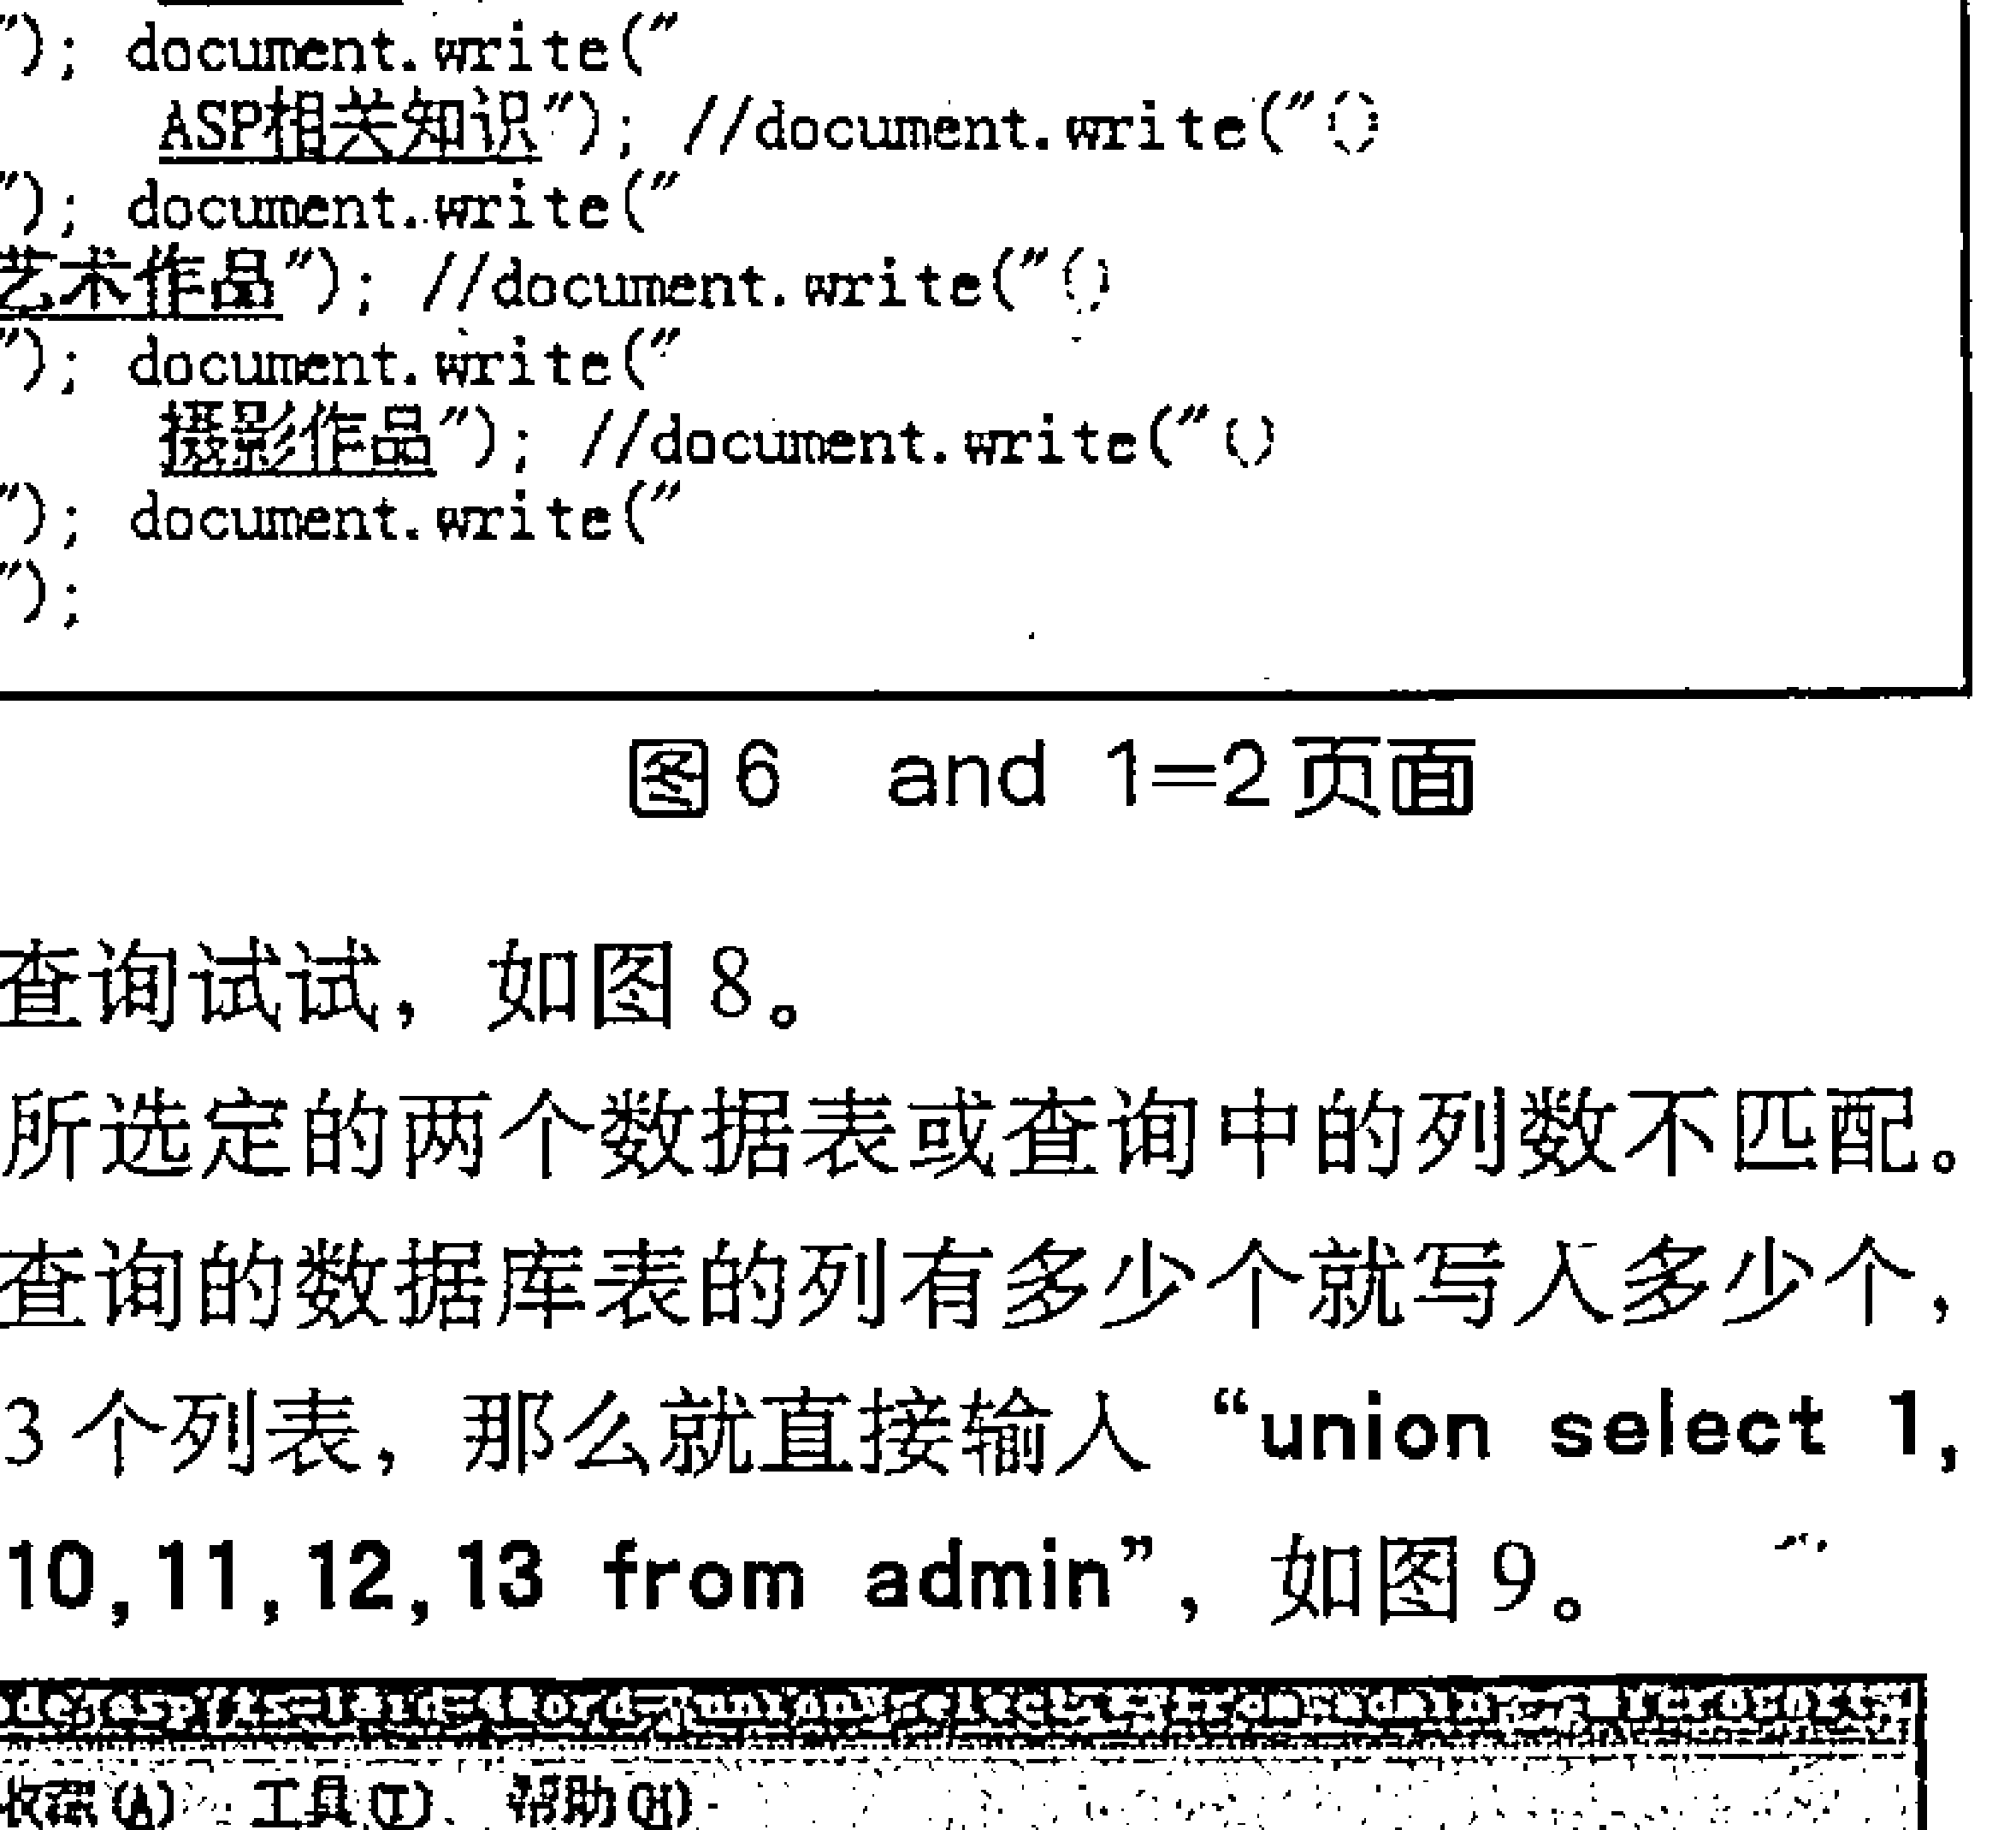 "); document.write("
ASP相关知识"); //document.write("()
"); document.write("
艺术作品"); //document.write("()
"); document.write("
摄影作品"); //document.write("()
"); document.write("
");
图6 and 1=2页面
查询试试，如图 8。
所选定的两个数据表或查询中的列数不匹配。
查询的数据库表的列有多少个就写入多少个，
3 个列表，那么就直接输入 “union select 1,
10,11,12,13 from admin”，如图 9。
收藏(A) 工具(T) 帮助(H)